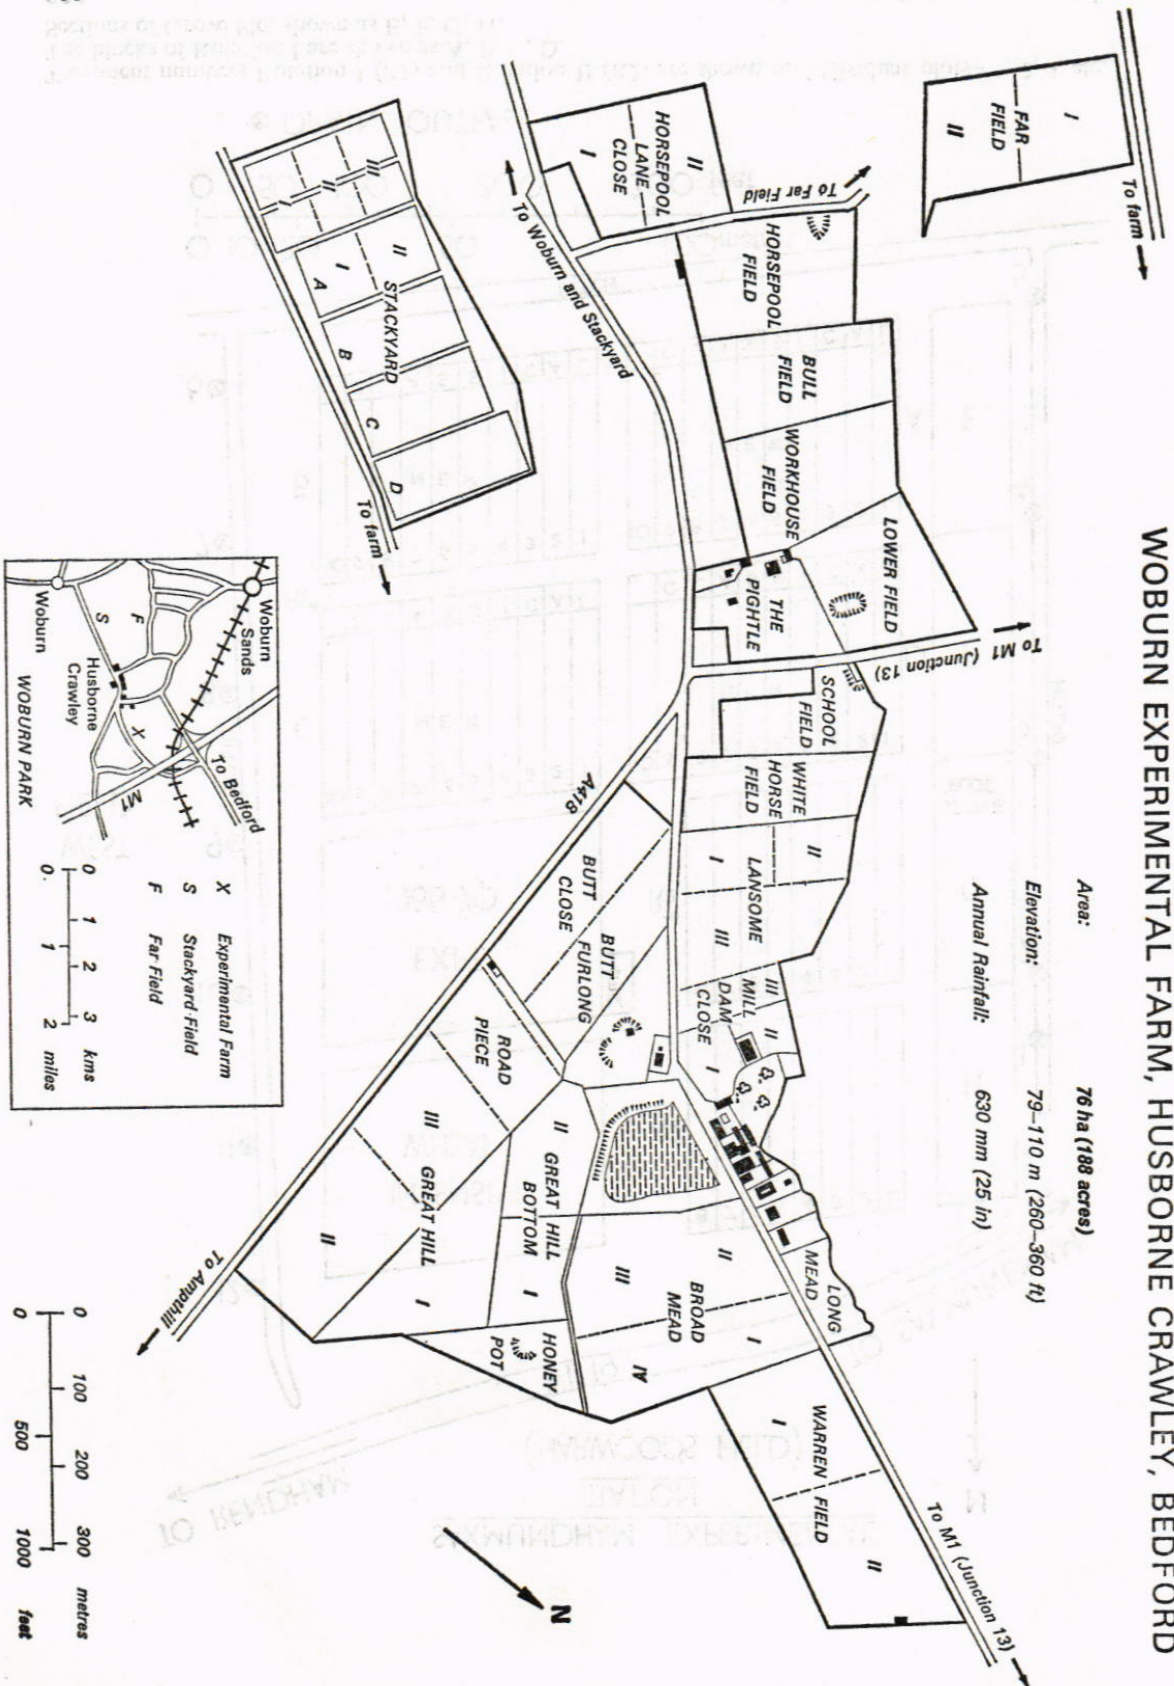 WOBURN EXPERIMENTAL FARM, HUSBORNE CRAWLEY, BEDFORD
Area: 76 ha (188 acres)
Elevation: 79–110 m (260–360 ft)
Annual Rainfall: 630 mm (25 in)
To farm
I
FAR
FIELD
II
To Far Field
HORSEPOOL
LANE
CLOSE
I
II
HORSEPOOL
FIELD
BULL
FIELD
WORKHOUSE
FIELD
LOWER FIELD
THE
PIGHTLE
To M1 (Junction 13)
SCHOOL
FIELD
WHITE
HORSE
FIELD
LANSOME
I
II
III
MILL
DAM
CLOSE
III
II
I
LONG
MEAD
BROAD
MEAD
II
III
I
IV
WARREN FIELD
I
II
To M1 (Junction 13)
To Woburn and Stackyard
STACKYARD
III
II
I
II
I
A
B
C
D
To farm
A418
BUTT
CLOSE
BUTT
FURLONG
ROAD
PIECE
GREAT HILL
III
II
I
GREAT HILL
BOTTOM
II
I
HONEY
POT
To Ampthill
N
Woburn
Sands
To Bedford
F
S
Husborne
Crawley
X
M1
Woburn
WOBURN PARK
X Experimental Farm
S Stackyard Field
F Far Field
0 1 2 3 kms
0 1 2 miles
0 100 200 300 metres
0 500 1000 feet